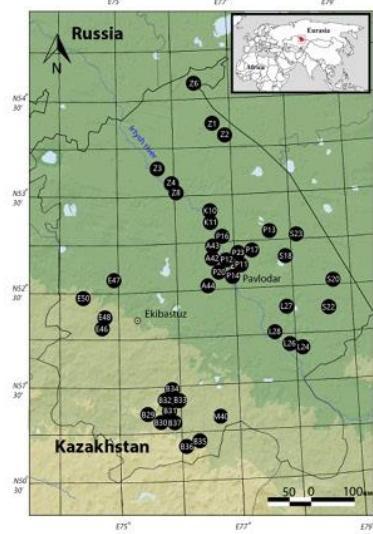 E75 E77 E79
Russia
Eurasia
Africa
N
Z6
N54
30'
Z1
Z2
Irtysh river
Z3
Z4
Z8
N53
30'
K10
K11
P13
P16
S23
A43
P23 P17
A42 P12
S18
P11
P20 P14
Pavlodar
A44
S20
E47
N52
30'
E50
L27
S22
E48
Ekibastuz
E46
L28
L26 L24
N51
30'
B34
B32 B33
B31
B29
M40
B30 B37
B35
B36
Kazakhstan
N50
30'
50 0 100 km
E75° E77° E79